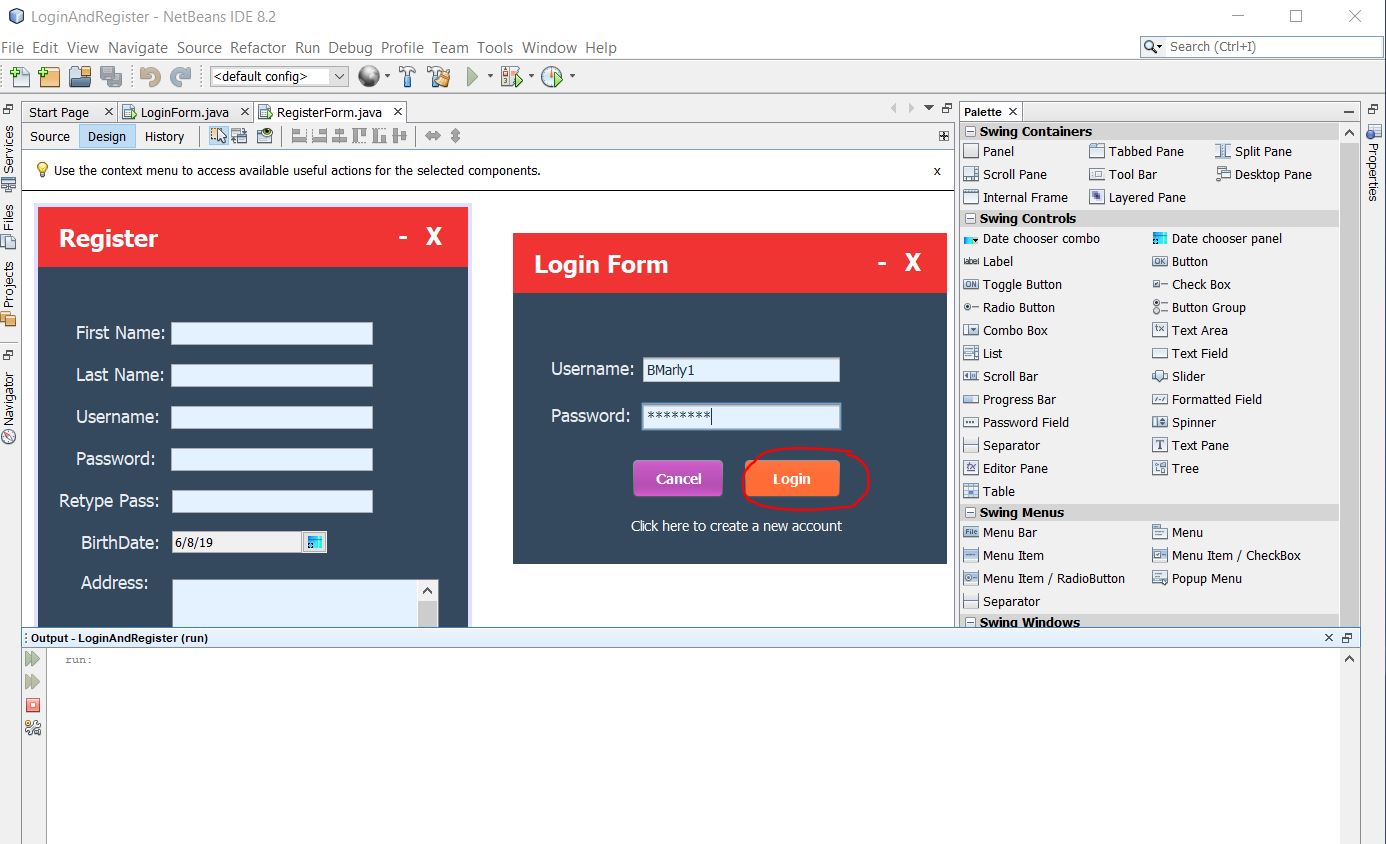 LoginAndRegister - NetBeans IDE 8.2
File Edit View Navigate Source Refactor Run Debug Profile Team Tools Window Help
Search (Ctrl+I)
<default config>
Start Page LoginForm.java RegisterForm.java
Source Design History
Use the context menu to access available useful actions for the selected components. x
Services
Files
Projects
Navigator
Register - X
First Name:
Last Name:
Username:
Password:
Retype Pass:
BirthDate: 6/8/19
Address:
Login Form - X
Username: BMarly1
Password: ********
Cancel Login
Click here to create a new account
Palette
Swing Containers
Panel Tabbed Pane Split Pane
Scroll Pane Tool Bar Desktop Pane
Internal Frame Layered Pane
Swing Controls
Date chooser combo Date chooser panel
label Label OK Button
ON Toggle Button Check Box
Radio Button Button Group
Combo Box Text Area
List Text Field
Scroll Bar Slider
Progress Bar Formatted Field
Password Field Spinner
Separator T Text Pane
Editor Pane Tree
Table
Swing Menus
File Menu Bar Menu
Menu Item Menu Item / CheckBox
Menu Item / RadioButton Popup Menu
Separator
Swing Windows
Properties
Output - LoginAndRegister (run)
run: